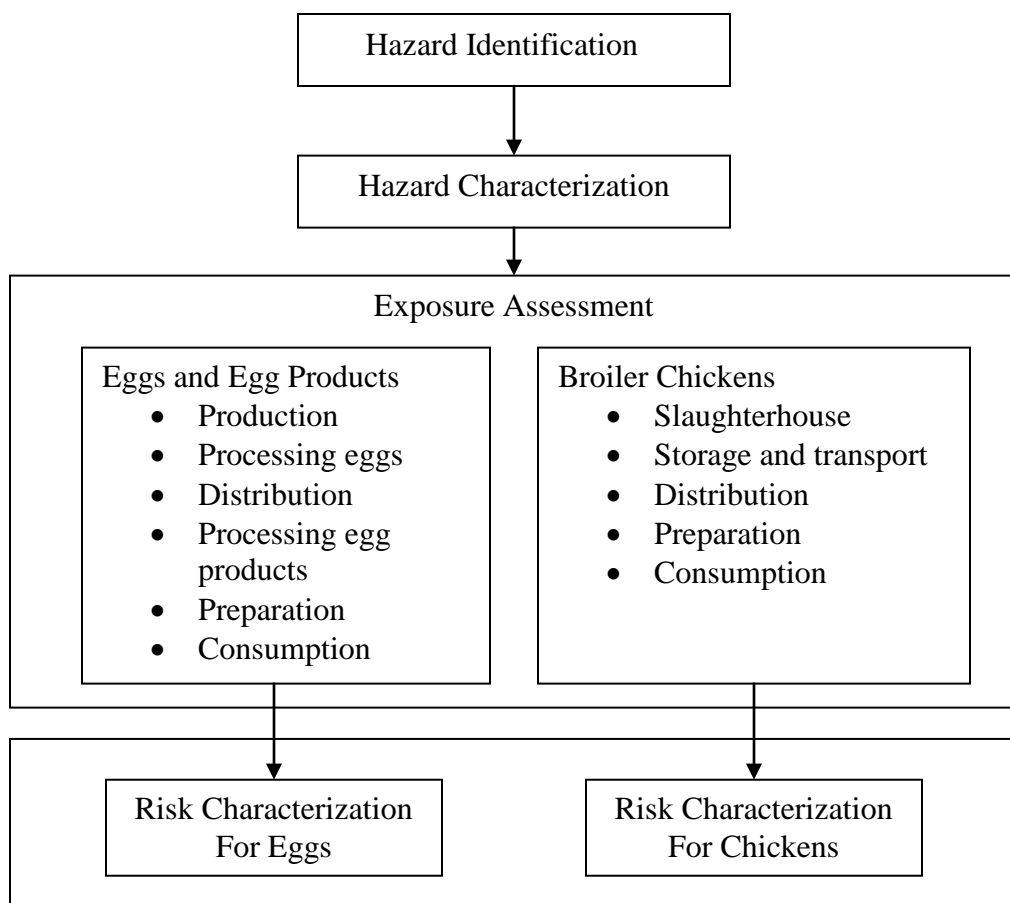 Hazard Identification
Hazard Characterization
Exposure Assessment
Eggs and Egg Products
• Production
• Processing eggs
• Distribution
• Processing egg
products
• Preparation
• Consumption
Broiler Chickens
• Slaughterhouse
• Storage and transport
• Distribution
• Preparation
• Consumption
Risk Characterization
For Eggs
Risk Characterization
For Chickens